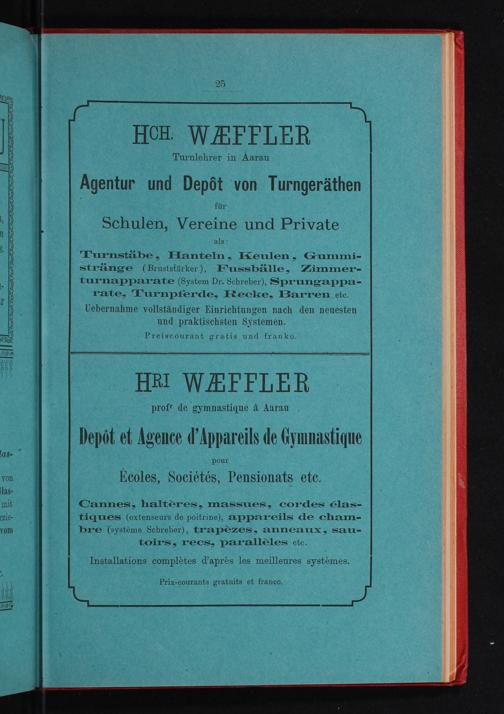 25
HCH. WÆFFLER
Turnlehrer in Aarau
Agentur und Depôt von Turngeräthen
für
Schulen, Vereine und Private
als:
Turnstäbe, Hanteln, Keulen, Gummi-
stränge (Bruststärker), Fussbälle, Zimmer-
turnapparate (System Dr. Schreber), Sprungappa-
rate, Turnpferde, Recke, Barren etc.
Uebernahme vollständiger Einrichtungen nach den neuesten
und praktischsten Systemen.
Preiscourant gratis und franko.
HRI WÆFFLER
profr de gymnastique à Aarau
Depôt et Agence d'Appareils de Gymnastique
pour
Écoles, Sociétés, Pensionats etc.
Cannes, haltères, massues, cordes élas-
tiques (extenseurs de poitrine), appareils de cham-
bre (système Schreber), trapèzes, anneaux, sau-
toirs, recs, parallèles etc.
Installations complètes d'après les meilleures systèmes.
Prix-courants gratuits et franco.